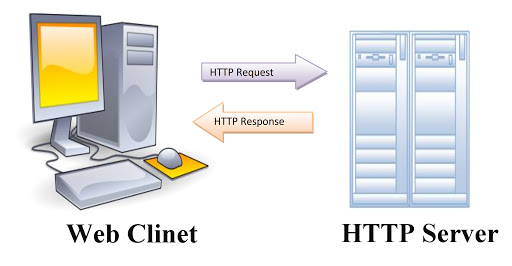 HTTP Request
HTTP Response
Web Clinet
HTTP Server